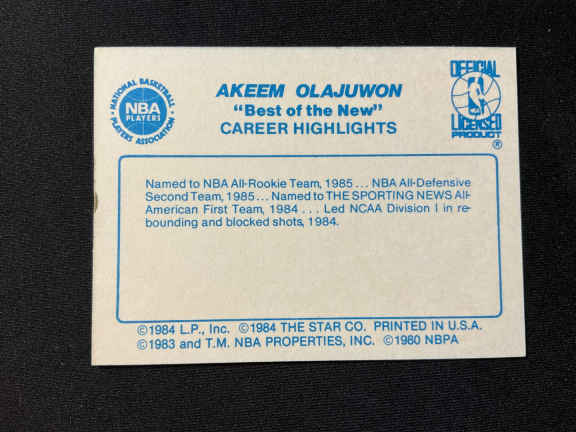 NATIONAL BASKETBALL
NBA
PLAYERS
PLAYERS ASSOCIATION
AKEEM OLAJUWON
"Best of the New"
CAREER HIGHLIGHTS
OFFICIAL
LICENSED
PRODUCT
®
Named to NBA All-Rookie Team, 1985 ... NBA All-Defensive
Second Team, 1985 ... Named to THE SPORTING NEWS All-
American First Team, 1984 ... Led NCAA Division I in re-
bounding and blocked shots, 1984.
©1984 L.P., Inc. ©1984 THE STAR CO. PRINTED IN U.S.A.
©1983 and T.M. NBA PROPERTIES, INC. ©1980 NBPA